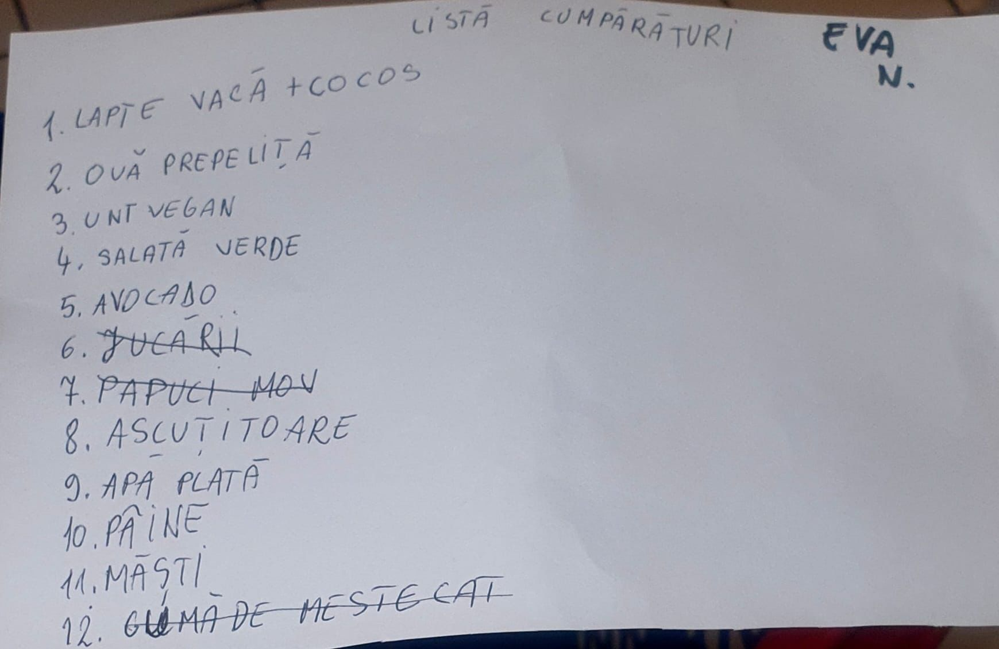 LISTĂ CUMPĂRĂTURI EVA N.
1. LAPTE VACĂ + COCOS
2. OUĂ PREPELIȚĂ
3. UNT VEGAN
4. SALATĂ VERDE
5. AVOCADO
6. JUCĂRII
7. PAPUCI MOV
8. ASCUȚITOARE
9. APĂ PLATĂ
10. PÂINE
11. MĂȘTI
12. GUMĂ DE MESTECAT